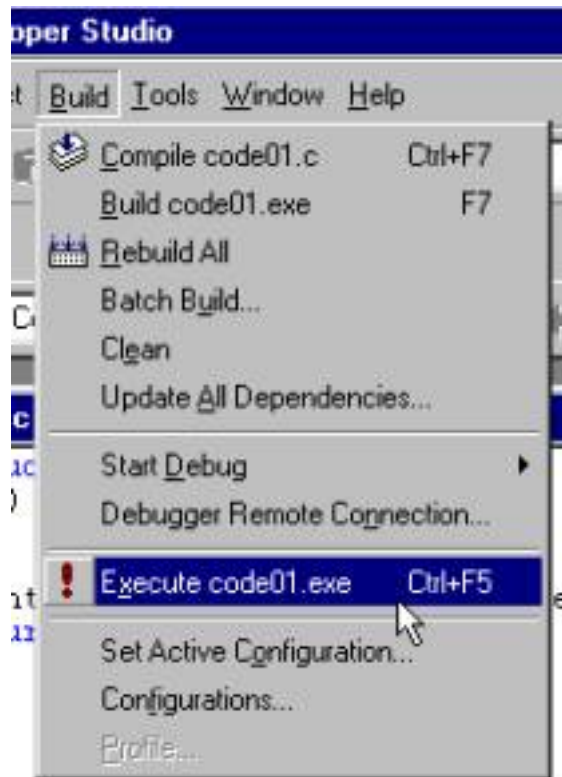 oper Studio
t Build Tools Window Help
Compile code01.c Ctrl+F7
Build code01.exe F7
Rebuild All
Batch Build...
Clean
Update All Dependencies...
Start Debug
Debugger Remote Connection...
Execute code01.exe Ctrl+F5
Set Active Configuration...
Configurations...
Profile...